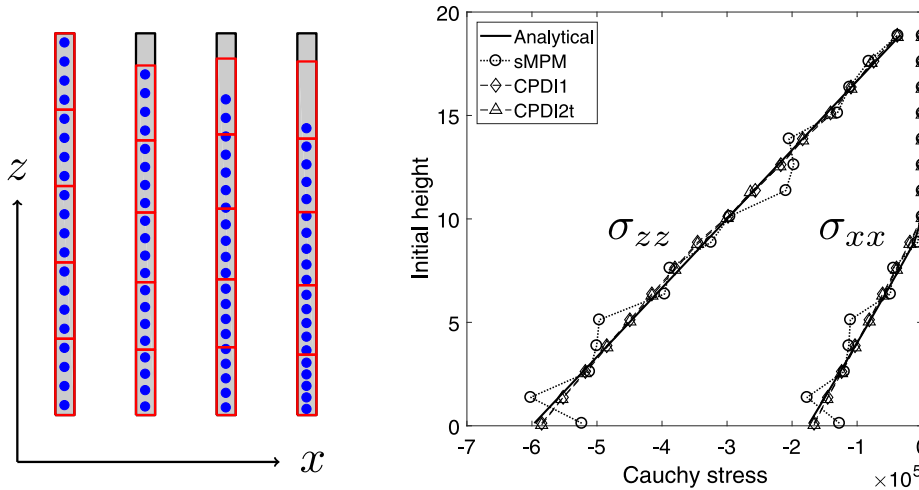 z
x
Analytical
sMPM
CPDI1
CPDI2t
σzz
σxx
Initial height
20
15
10
5
0
-7
-6
-5
-4
-3
-2
-1
0
Cauchy stress
×10⁵